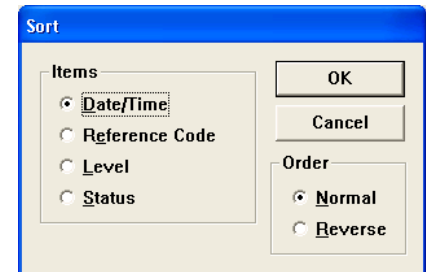 Sort
Items
Date/Time
Reference Code
Level
Status
OK
Cancel
Order
Normal
Reverse